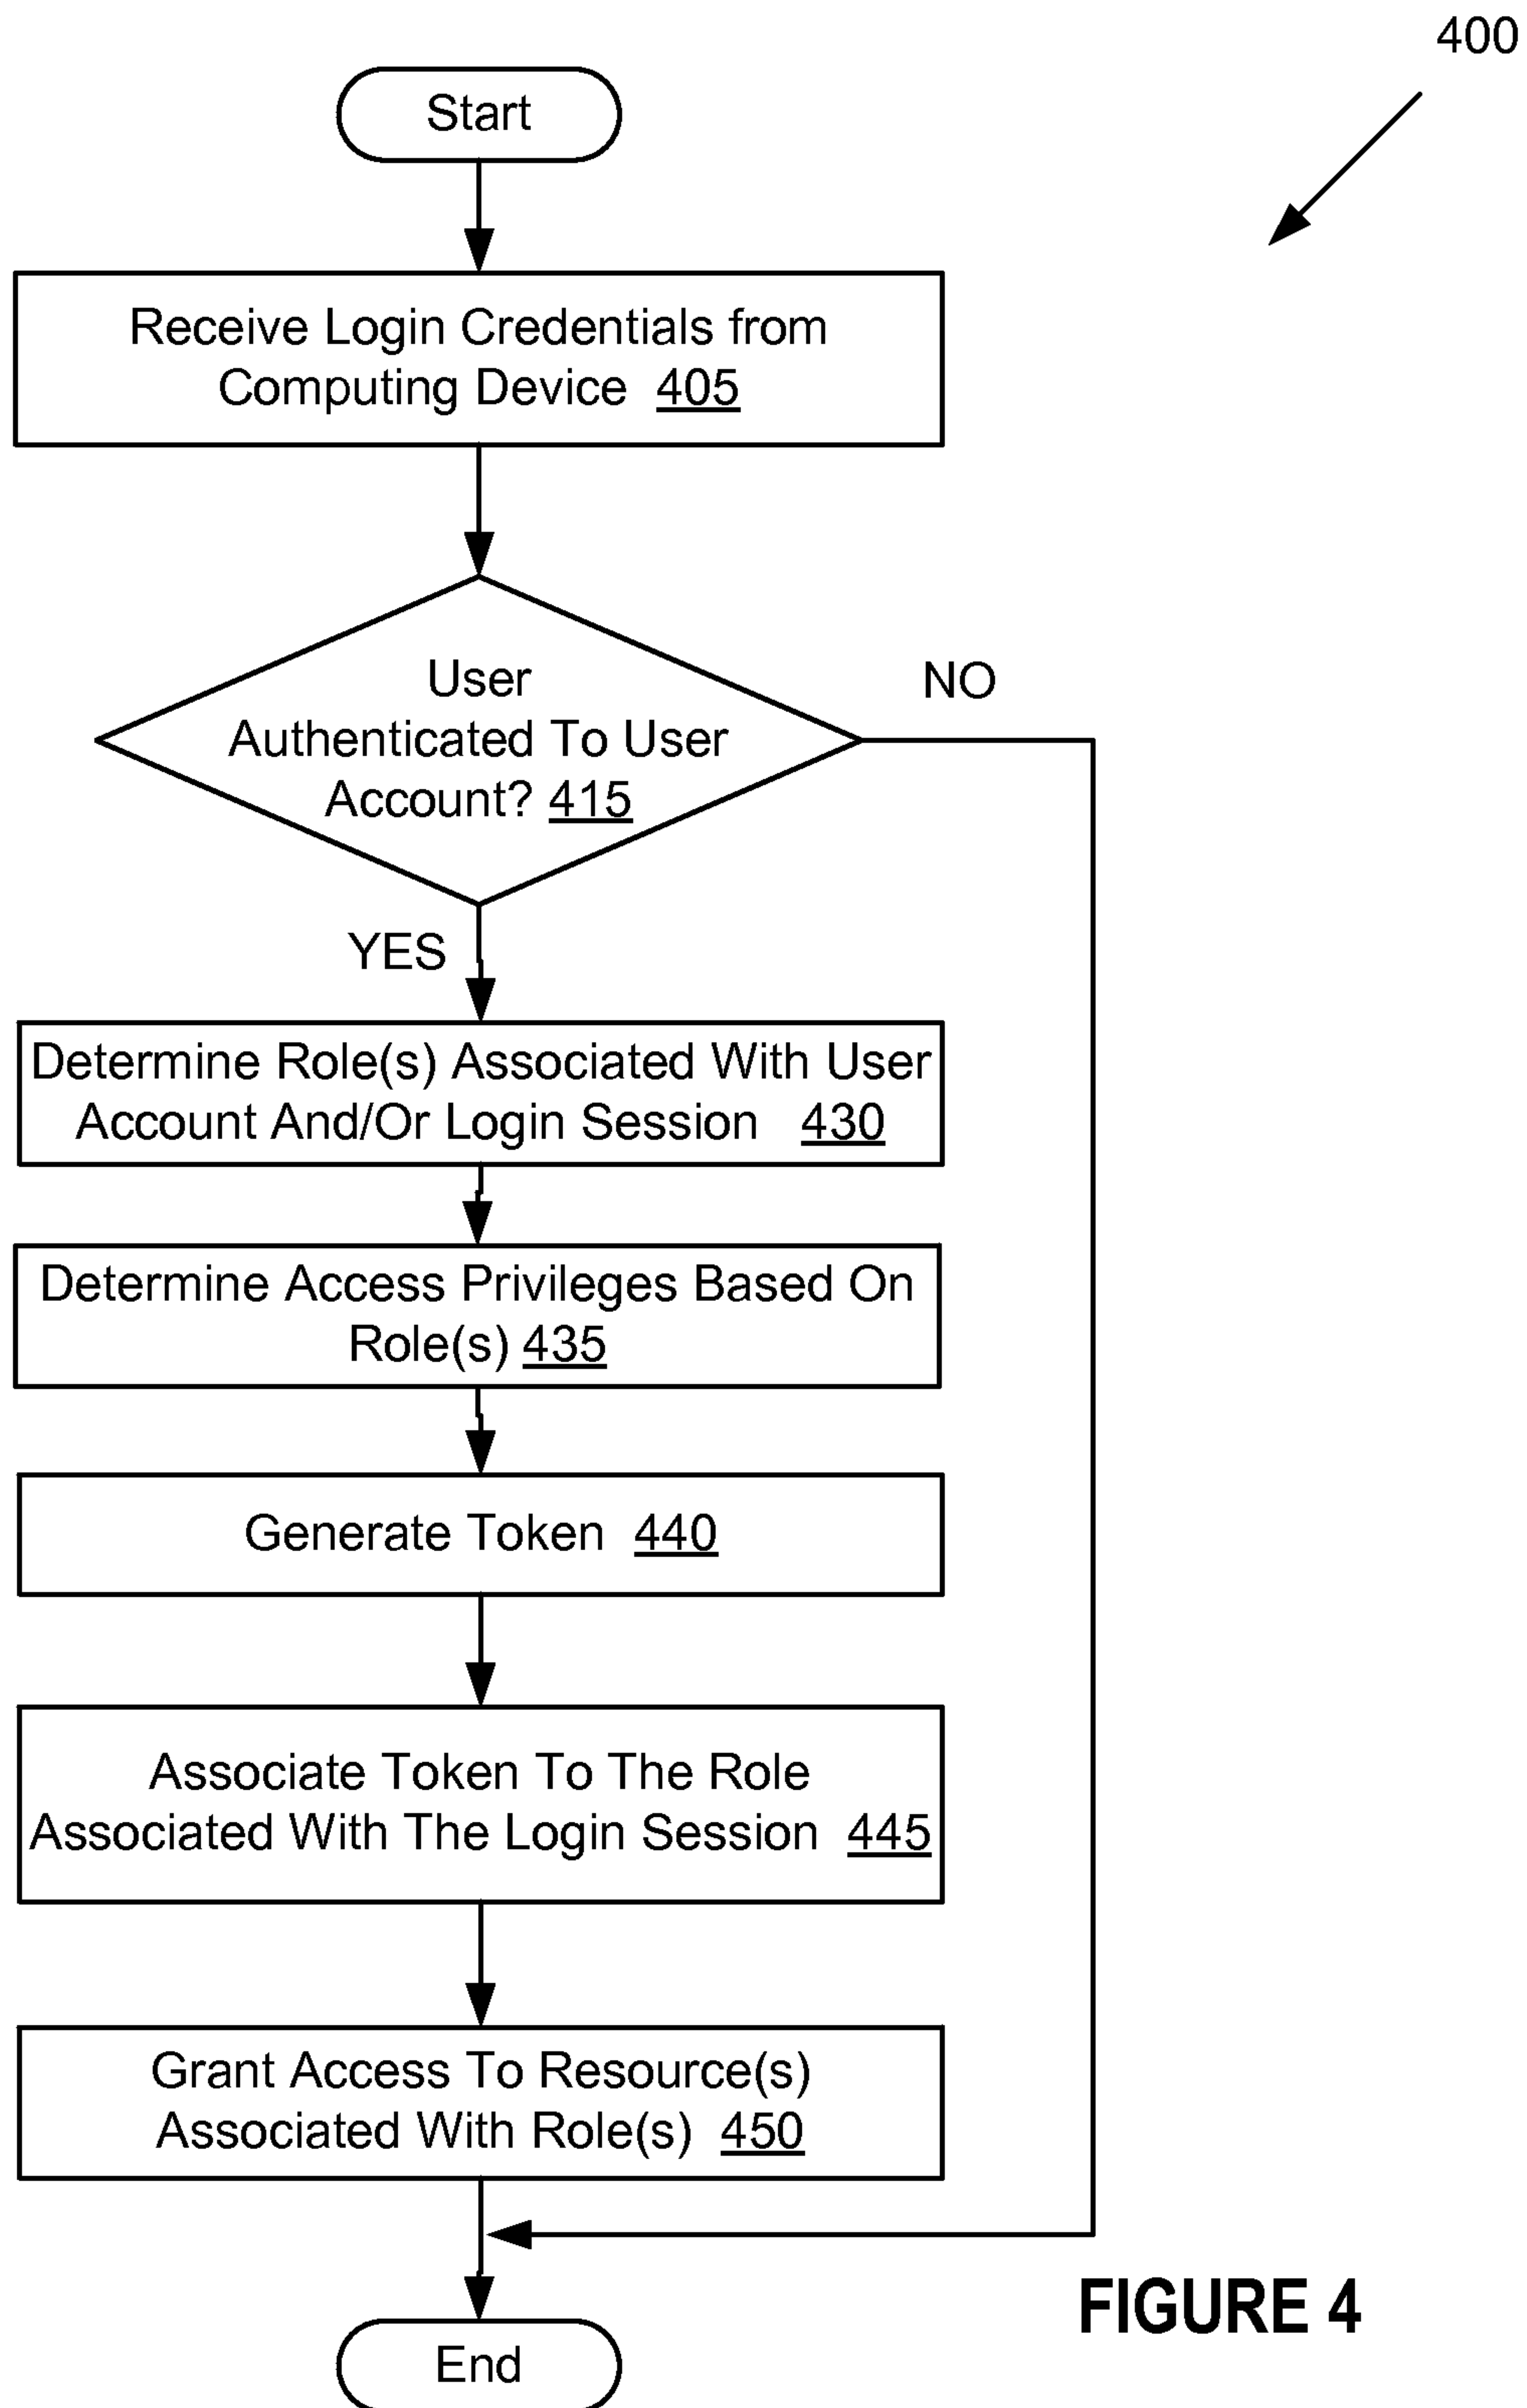 400
Start
Receive Login Credentials from
Computing Device 405
User
Authenticated To User
Account? 415
NO
YES
Determine Role(s) Associated With User
Account And/Or Login Session 430
Determine Access Privileges Based On
Role(s) 435
Generate Token 440
Associate Token To The Role
Associated With The Login Session 445
Grant Access To Resource(s)
Associated With Role(s) 450
FIGURE 4
End